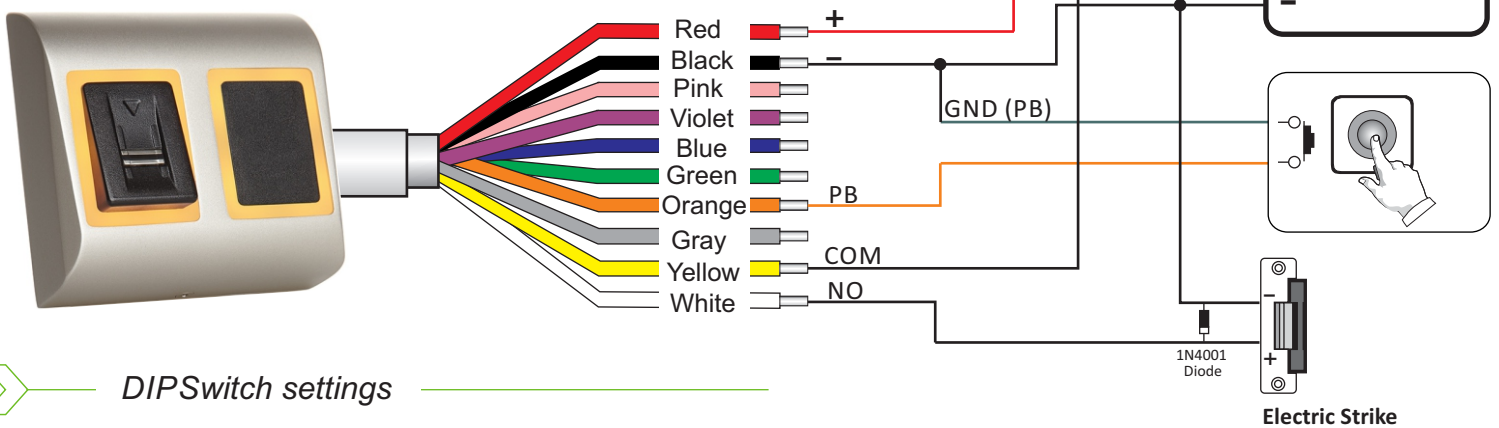 Red
+
Black
−
Pink
Violet
GND (PB)
Blue
Green
Orange
PB
Gray
Yellow
COM
White
NO
−
−
+
1N4001
Diode
Electric Strike
DIPSwitch settings